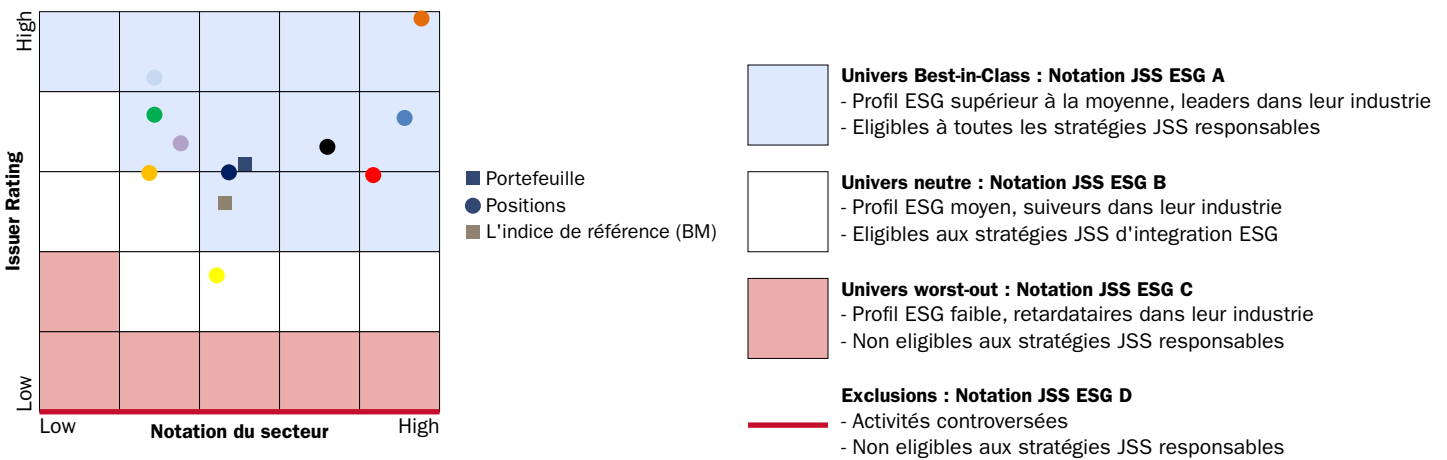 High
Issuer Rating
Low
Low
Notation du secteur
High
Portefeuille
Positions
L'indice de référence (BM)
Univers Best-in-Class : Notation JSS ESG A
- Profil ESG supérieur à la moyenne, leaders dans leur industrie
- Eligibles à toutes les stratégies JSS responsables
Univers neutre : Notation JSS ESG B
- Profil ESG moyen, suiveurs dans leur industrie
- Eligibles aux stratégies JSS d'integration ESG
Univers worst-out : Notation JSS ESG C
- Profil ESG faible, retardataires dans leur industrie
- Non eligibles aux stratégies JSS responsables
Exclusions : Notation JSS ESG D
- Activités controversées
- Non eligibles aux stratégies JSS responsables